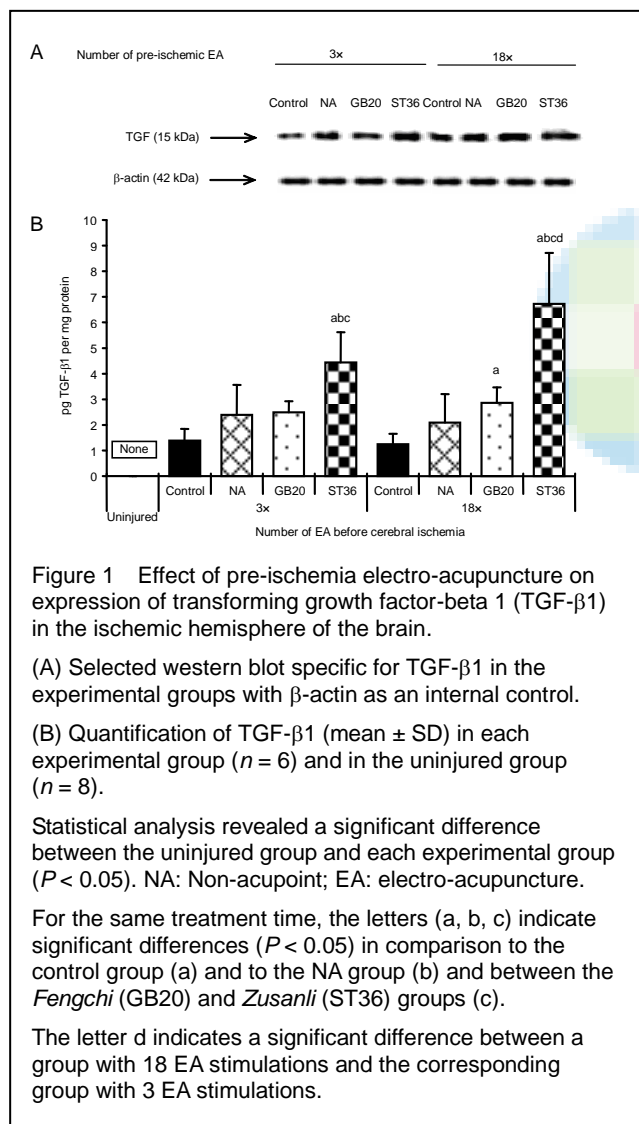 A
Number of pre-ischemic EA 3× 18×
Control NA GB20 ST36 Control NA GB20 ST36
TGF (15 kDa)
β-actin (42 kDa)
B
pg TGF-β1 per mg protein
10
9
8
7
6
5
4
3
2
1
0
abc
a
abcd
None
Uninjured
Control NA GB20 ST36 Control NA GB20 ST36
3× 18×
Number of EA before cerebral ischemia
Figure 1 Effect of pre-ischemia electro-acupuncture on
expression of transforming growth factor-beta 1 (TGF-β1)
in the ischemic hemisphere of the brain.
(A) Selected western blot specific for TGF-β1 in the
experimental groups with β-actin as an internal control.
(B) Quantification of TGF-β1 (mean ± SD) in each
experimental group (n = 6) and in the uninjured group
(n = 8).
Statistical analysis revealed a significant difference
between the uninjured group and each experimental group
(P < 0.05). NA: Non-acupoint; EA: electro-acupuncture.
For the same treatment time, the letters (a, b, c) indicate
significant differences (P < 0.05) in comparison to the
control group (a) and to the NA group (b) and between the
Fengchi (GB20) and Zusanli (ST36) groups (c).
The letter d indicates a significant difference between a
group with 18 EA stimulations and the corresponding
group with 3 EA stimulations.